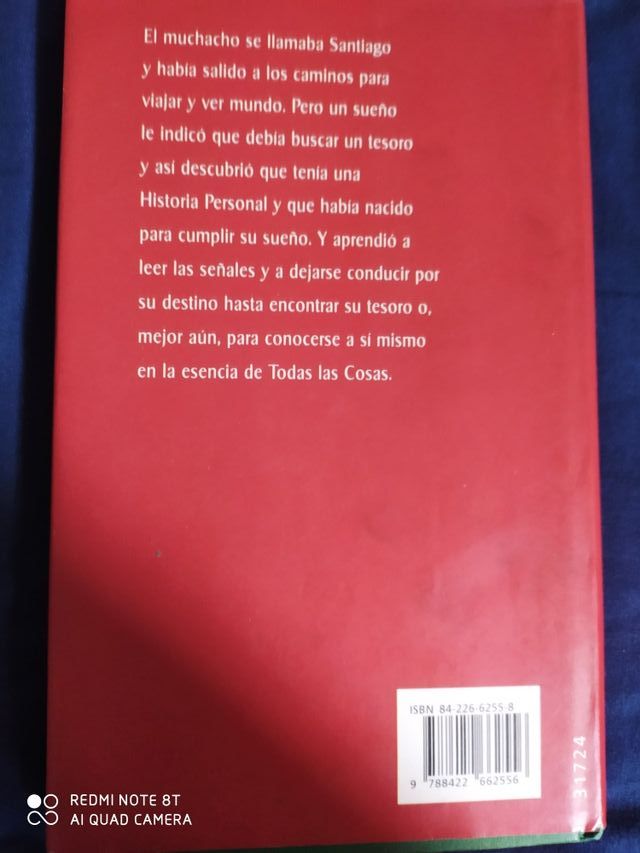 El muchacho se llamaba Santiago
y había salido a los caminos para
viajar y ver mundo. Pero un sueño
le indicó que debía buscar un tesoro
y así descubrió que tenía una
Historia Personal y que había nacido
para cumplir su sueño. Y aprendió a
leer las señales y a dejarse conducir por
su destino hasta encontrar su tesoro o,
mejor aún, para conocerse a sí mismo
en la esencia de Todas las Cosas.
ISBN 84-226-6255-8
9 788422 662556
31724
REDMI NOTE 8T
AI QUAD CAMERA